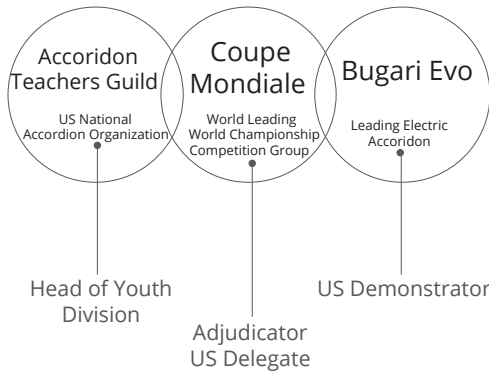 Accoridon
Teachers Guild
US National
Accordion Organization
Coupe
Mondiale
World Leading
World Championship
Competition Group
Bugari Evo
Leading Electric
Accoridon
Head of Youth
Division
Adjudicator
US Delegate
US Demonstrator